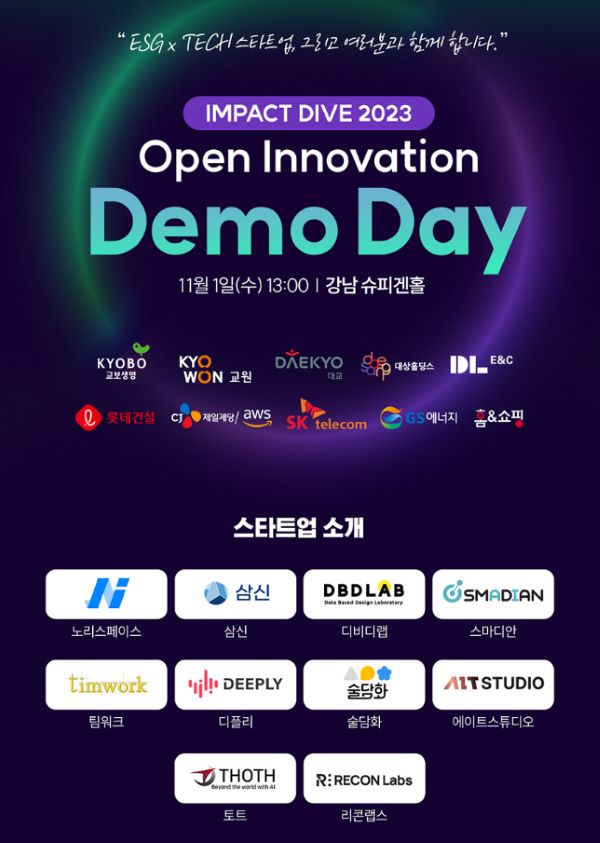 “ESG x TECH 스타트업, 그리고 여러분과 함께 합니다.”
IMPACT DIVE 2023
Open Innovation
Demo Day
11월 1일(수) 13:00 | 강남 슈피겐홀
KYOBO 교보생명
KYOWON 교원
DAEKYO 대교
daesang 대상홀딩스
DL E&C
롯데건설
CJ 제일제당/ aws
SK telecom
GS에너지
홈&쇼핑
스타트업 소개
삼신
DBDLAB
Data Based Design Laboratory
SMADIAN
노리스페이스
삼신
디비디랩
스마디안
timwork
DEEPLY
술담화
AIT STUDIO
팀워크
디플리
술담화
에이트스튜디오
THOTH
Beyond the world with AI
RECON Labs
토트
리콘랩스